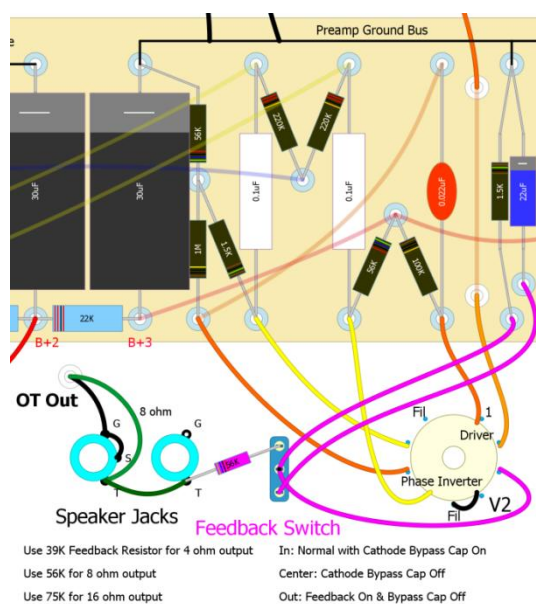 e
Preamp Ground Bus
56K
220K
220K
30uF
30uF
0.1uF
0.1uF
0.022uF
1.5K
22uF
1M
1.5K
56K
100K
22K
B+2
B+3
OT Out
8 ohm
G
G
S
T
T
56K
Fil
1
Driver
Phase Inverter
Fil
V2
Speaker Jacks
Feedback Switch
Use 39K Feedback Resistor for 4 ohm output
In: Normal with Cathode Bypass Cap On
Use 56K for 8 ohm output
Center: Cathode Bypass Cap Off
Use 75K for 16 ohm output
Out: Feedback On & Bypass Cap Off